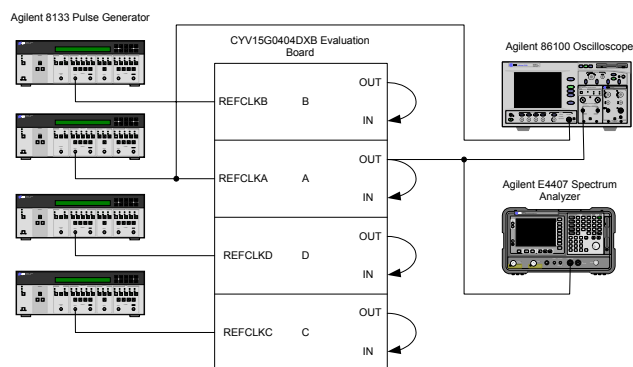 Agilent 8133 Pulse Generator
CYV15G0404DXB Evaluation
Board
Agilent 86100 Oscilloscope
OUT
REFCLKB B
IN
OUT
REFCLKA A
IN
Agilent E4407 Spectrum
Analyzer
OUT
REFCLKD D
IN
OUT
REFCLKC C
IN